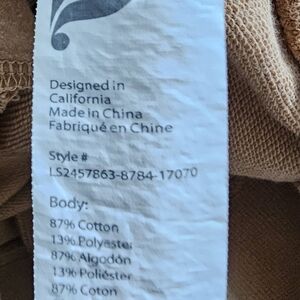 Designed in
California
Made in China
Fabriqué en Chine
Style #
LS2457863-8784-17070
Body:
87% Cotton
13% Polyester
87% Algodón
13% Poliéster
87% Coton